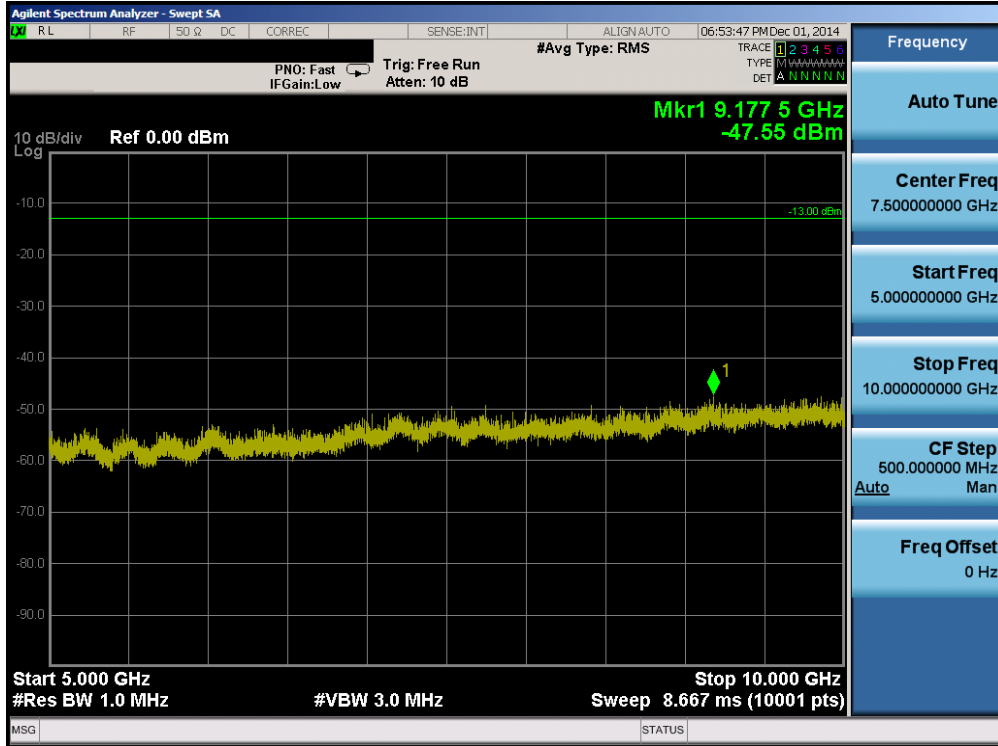 Agilent Spectrum Analyzer - Swept SA
LXI RL RF 50 Ω DC CORREC SENSE:INT ALIGN AUTO 06:53:47 PM Dec 01, 2014
#Avg Type: RMS
TRACE 1 2 3 4 5 6
PNO: Fast Trig: Free Run
TYPE M WWWWW
IFGain:Low Atten: 10 dB
DET A N N N N N
Mkr1 9.177 5 GHz
-47.55 dBm
10 dB/div Ref 0.00 dBm
Log
-10.0
-13.00 dBm
-20.0
-30.0
-40.0
1
-50.0
-60.0
-70.0
-80.0
-90.0
Start 5.000 GHz Stop 10.000 GHz
#Res BW 1.0 MHz #VBW 3.0 MHz Sweep 8.667 ms (10001 pts)
MSG STATUS
Frequency
Auto Tune
Center Freq
7.500000000 GHz
Start Freq
5.000000000 GHz
Stop Freq
10.000000000 GHz
CF Step
500.000000 MHz
Auto Man
Freq Offset
0 Hz